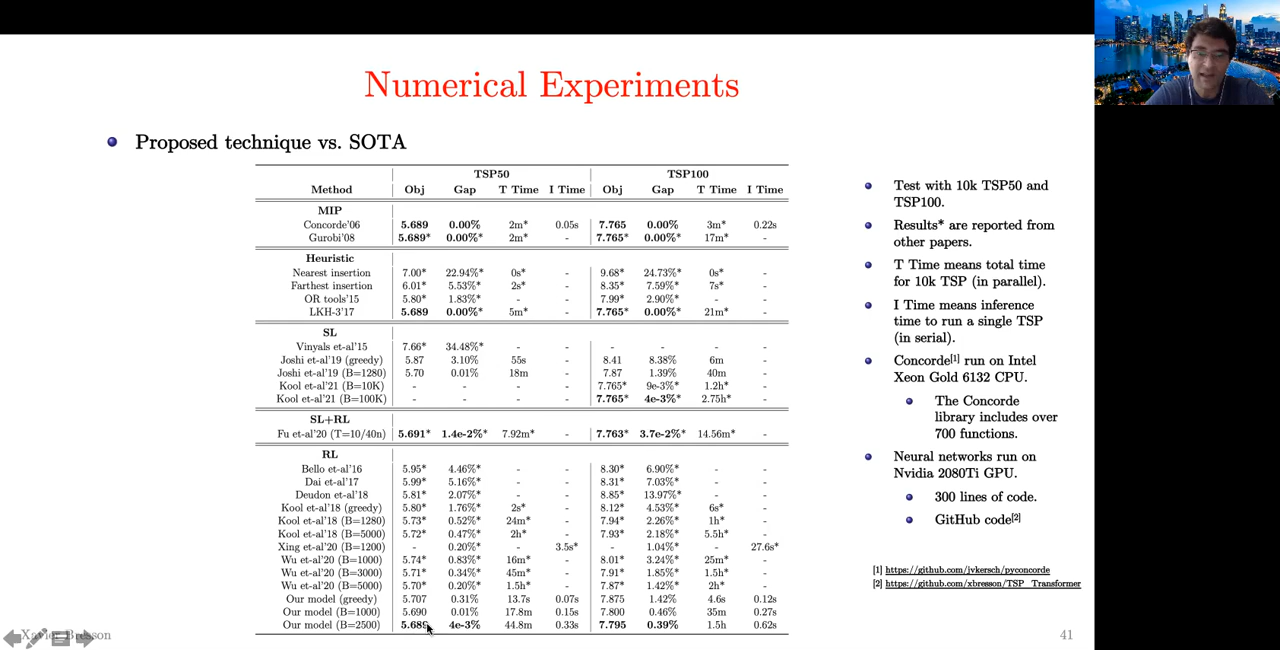 Numerical Experiments
Proposed technique vs. SOTA
TSP50 TSP100
Method Obj Gap T Time I Time Obj Gap T Time I Time
MIP
Concorde'06 5.689 0.00% 2m* 0.05s 7.765 0.00% 3m* 0.22s
Gurobi'08 5.689* 0.00%* 2m* - 7.765* 0.00%* 17m* -
Heuristic
Nearest insertion 7.00* 22.94%* 0s* - 9.68* 24.73%* 0s* -
Farthest insertion 6.01* 5.53%* 2s* - 8.35* 7.59%* 7s* -
OR tools'15 5.80* 1.83%* - - 7.99* 2.90%* - -
LKH-3'17 5.689 0.00%* 5m* - 7.765* 0.00%* 21m* -
SL
Vinyals et-al'15 7.66* 34.48%* - - - - - -
Joshi et-al'19 (greedy) 5.87 3.10% 55s - 8.41 8.38% 6m -
Joshi et-al'19 (B=1280) 5.70 0.01% 18m - 7.87 1.39% 40m -
Kool et-al'21 (B=10K) - - - - 7.765* 9e-3%* 1.2h* -
Kool et-al'21 (B=100K) - - - - 7.765* 4e-3%* 2.75h* -
SL+RL
Fu et-al'20 (T=10/40n) 5.691* 1.4e-2%* 7.92m* - 7.763* 3.7e-2%* 14.56m* -
RL
Bello et-al'16 5.95* 4.46%* - - 8.30* 6.90%* - -
Dai et-al'17 5.99* 5.16%* - - 8.31* 7.03%* - -
Deudon et-al'18 5.81* 2.07%* - - 8.85* 13.97%* - -
Kool et-al'18 (greedy) 5.80* 1.76%* 2s* - 8.12* 4.53%* 6s* -
Kool et-al'18 (B=1280) 5.73* 0.52%* 24m* - 7.94* 2.26%* 1h* -
Kool et-al'18 (B=5000) 5.72* 0.47%* 2h* - 7.93* 2.18%* 5.5h* -
Xing et-al'20 (B=1200) - 0.20%* - 3.5s* - 1.04%* - 27.6s*
Wu et-al'20 (B=1000) 5.74* 0.83%* 16m* - 8.01* 3.24%* 25m* -
Wu et-al'20 (B=3000) 5.71* 0.34%* 45m* - 7.91* 1.85%* 1.5h* -
Wu et-al'20 (B=5000) 5.70* 0.20%* 1.5h* - 7.87* 1.42%* 2h* -
Our model (greedy) 5.707 0.31% 13.7s 0.07s 7.875 1.42% 4.6s 0.12s
Our model (B=1000) 5.690 0.01% 17.8m 0.15s 7.800 0.46% 35m 0.27s
Our model (B=2500) 5.689 4e-3% 44.8m 0.33s 7.795 0.39% 1.5h 0.62s
Test with 10k TSP50 and
TSP100.
Results* are reported from
other papers.
T Time means total time
for 10k TSP (in parallel).
I Time means inference
time to run a single TSP
(in serial).
Concorde[1] run on Intel
Xeon Gold 6132 CPU.
The Concorde
library includes over
700 functions.
Neural networks run on
Nvidia 2080Ti GPU.
300 lines of code.
GitHub code[2]
[1] https://github.com/jvkersch/pyconcorde
[2] https://github.com/xbresson/TSP_Transformer
Xavier Bresson
41